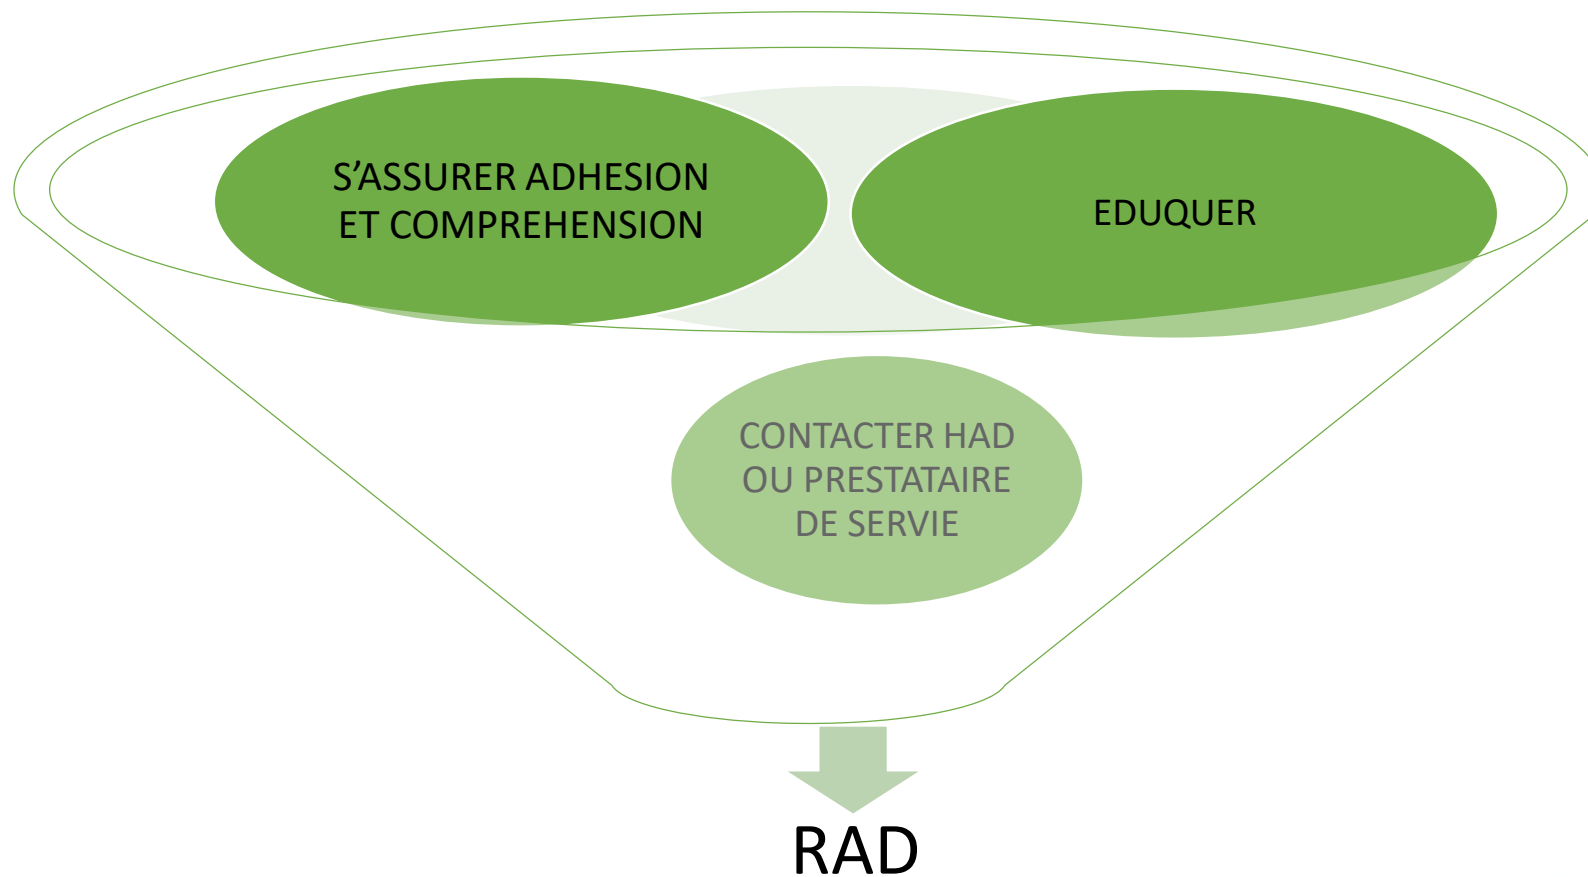 S’ASSURER ADHESION
ET COMPREHENSION
EDUQUER
CONTACTER HAD
OU PRESTATAIRE
DE SERVIE
RAD